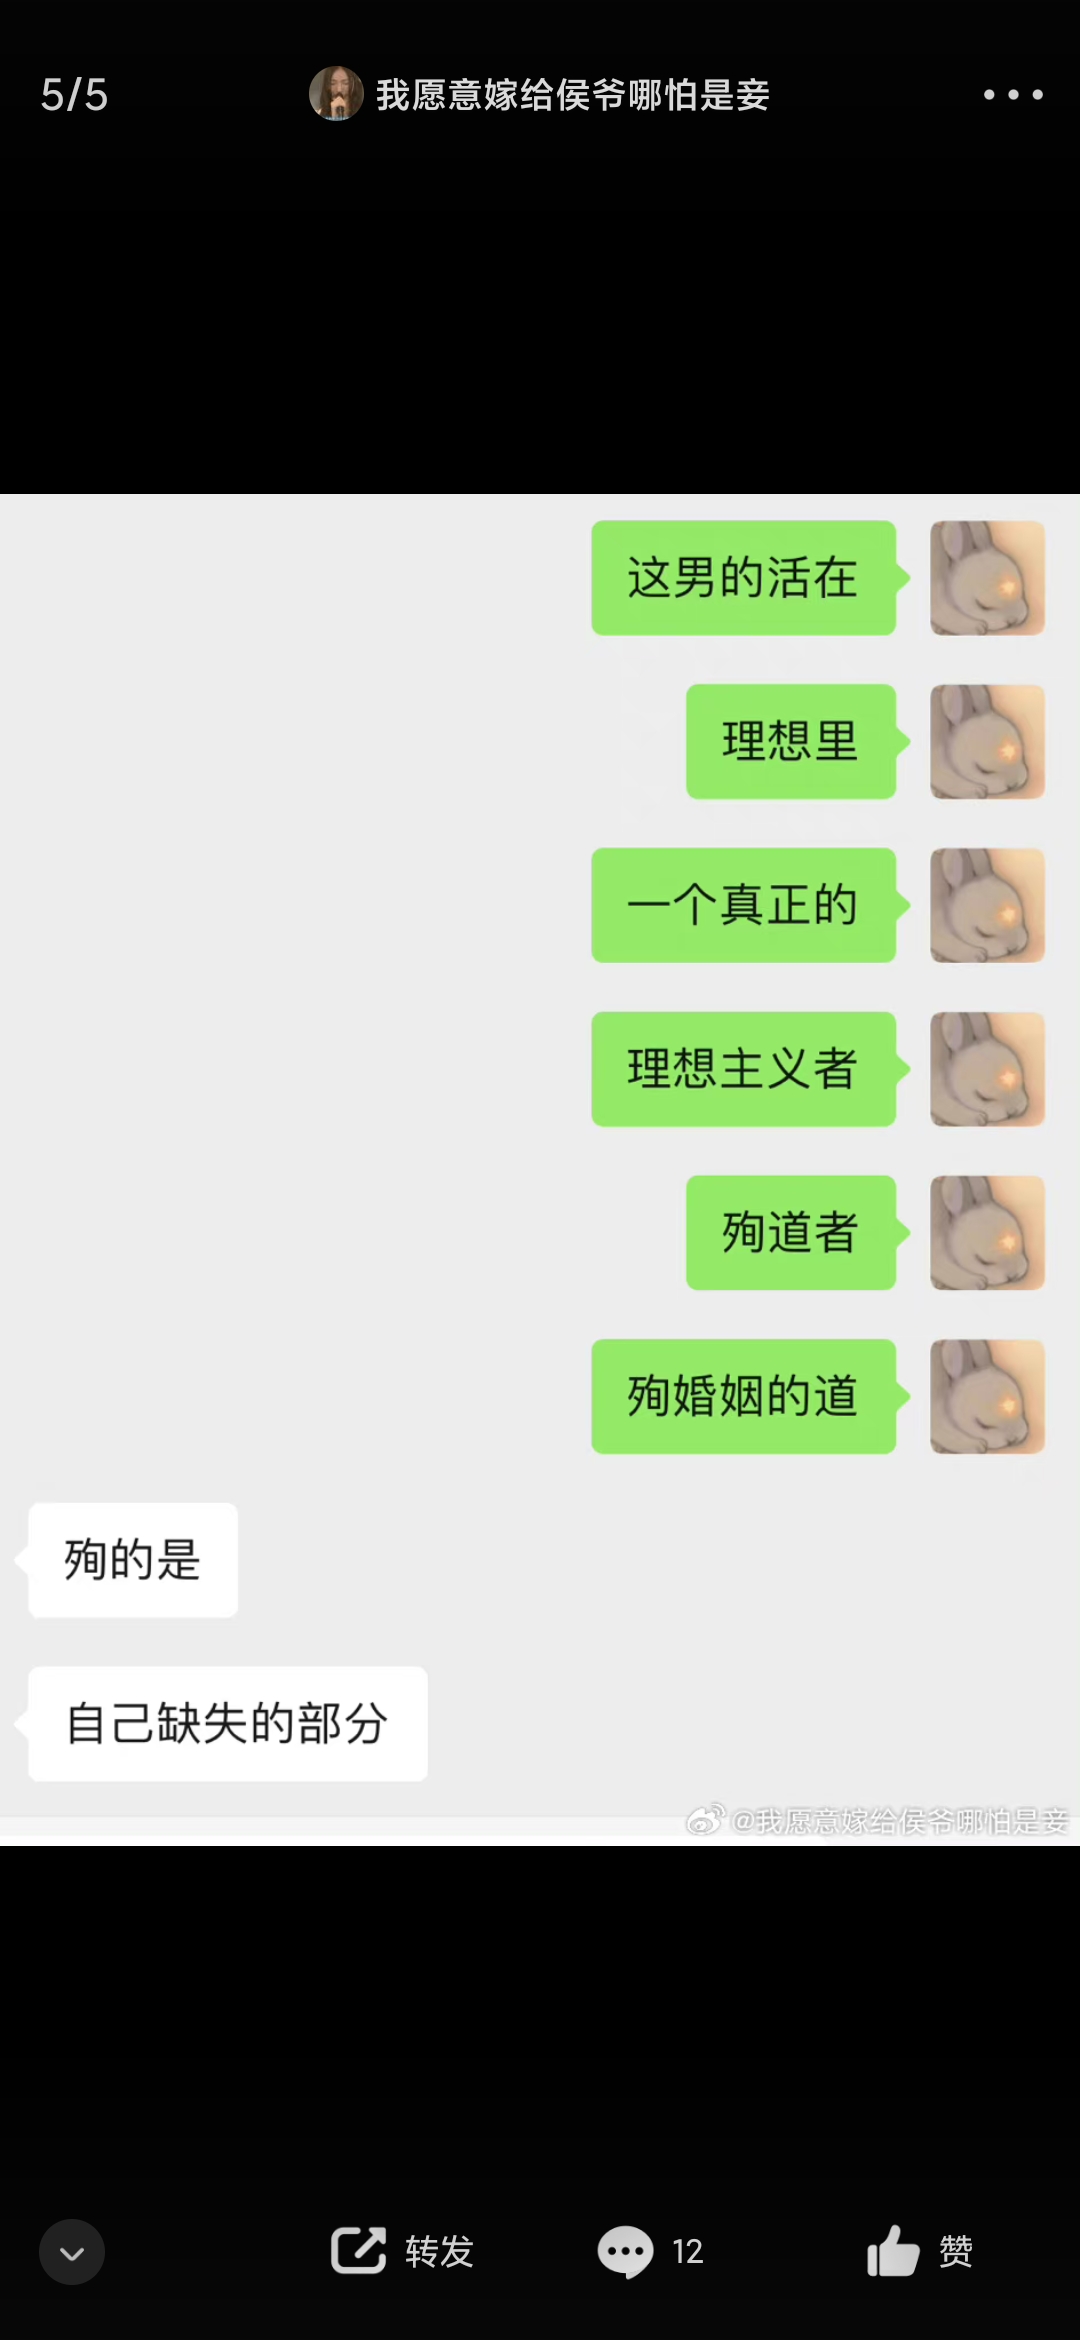 5/5
我愿意嫁给侯爷哪怕是妾
这男的活在
理想里
一个真正的
理想主义者
殉道者
殉婚姻的道
殉的是
自己缺失的部分
@我愿意嫁给侯爷哪怕是妾
转发
12
赞